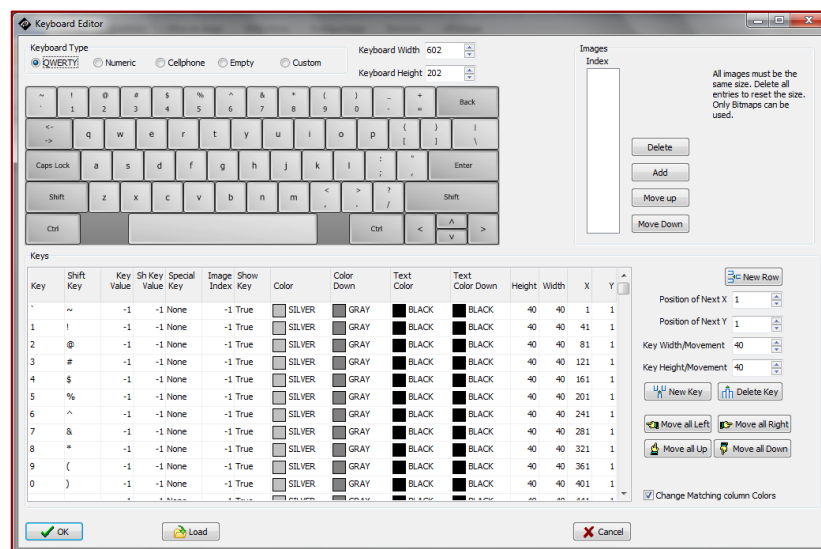 Keyboard Editor
Keyboard Type
QWERTY Numeric Cellphone Empty Custom
Keyboard Width 602
Keyboard Height 202
Images
Index
All images must be the
same size. Delete all
entries to reset the size.
Only Bitmaps can be
used.
Delete
Add
Move up
Move Down
~ ! @ # $ % ^ & * ( ) _ +
` 1 2 3 4 5 6 7 8 9 0 - = Back
<- { } |
-> q w e r t y u i o p [ ] \
Caps Lock a s d f g h j k l : ; " ' Enter
Shift z x c v b n m < , > . ? / Shift
Ctrl Ctrl < ^ v >
Keys
Key Shift Key Key Value Sh Key Value Special Key Image Index Show Key Color Color Down Text Color Text Color Down Height Width X Y
` ~ -1 -1 None -1 True SILVER GRAY BLACK BLACK 40 40 1 1
1 ! -1 -1 None -1 True SILVER GRAY BLACK BLACK 40 40 41 1
2 @ -1 -1 None -1 True SILVER GRAY BLACK BLACK 40 40 81 1
3 # -1 -1 None -1 True SILVER GRAY BLACK BLACK 40 40 121 1
4 $ -1 -1 None -1 True SILVER GRAY BLACK BLACK 40 40 161 1
5 % -1 -1 None -1 True SILVER GRAY BLACK BLACK 40 40 201 1
6 ^ -1 -1 None -1 True SILVER GRAY BLACK BLACK 40 40 241 1
7 & -1 -1 None -1 True SILVER GRAY BLACK BLACK 40 40 281 1
8 * -1 -1 None -1 True SILVER GRAY BLACK BLACK 40 40 321 1
9 ( -1 -1 None -1 True SILVER GRAY BLACK BLACK 40 40 361 1
0 ) -1 -1 None -1 True SILVER GRAY BLACK BLACK 40 40 401 1
New Row
Position of Next X 1
Position of Next Y 1
Key Width/Movement 40
Key Height/Movement 40
New Key Delete Key
Move all Left Move all Right
Move all Up Move all Down
Change Matching column Colors
OK Load Cancel